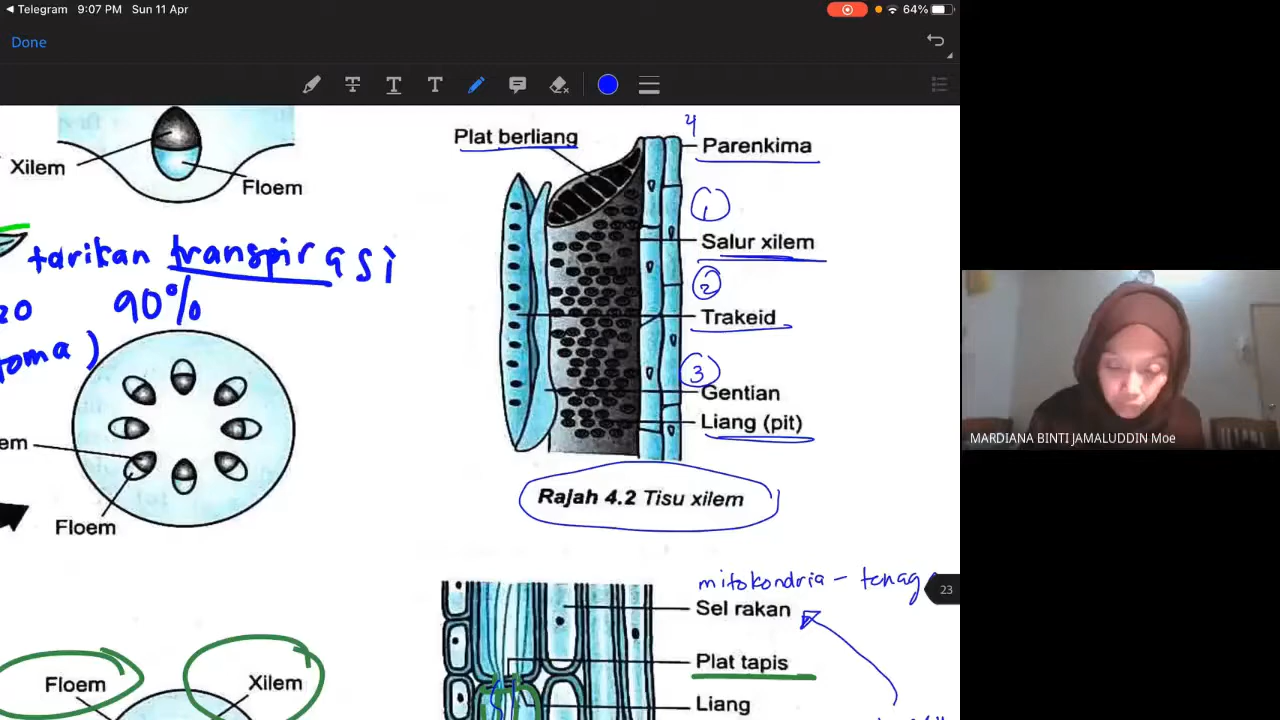 Telegram 9:07 PM Sun 11 Apr
64%
Done
Xilem
Floem
tarikan transpirasi
90%
Floem
Plat berliang
4
Parenkima
1
Salur xilem
2
Trakeid
3
Gentian
Liang (pit)
Rajah 4.2 Tisu xilem
mitokondria - tenag
23
Sel rakan
Plat tapis
Liang
Floem
Xilem
MARDIANA BINTI JAMALUDDIN Moe